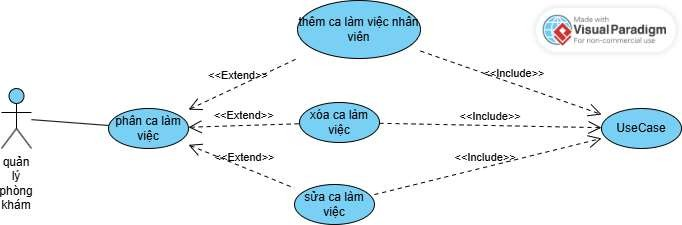 thêm ca làm việc nhân
viên
Made with
Visual Paradigm
For non-commercial use
<<Extend>>
<<Include>>
phân ca làm
việc
<<Extend>>
xóa ca làm
việc
<<Include>>
UseCase
<<Extend>>
<<Include>>
quản
lý
phòng
khám
sửa ca làm
việc